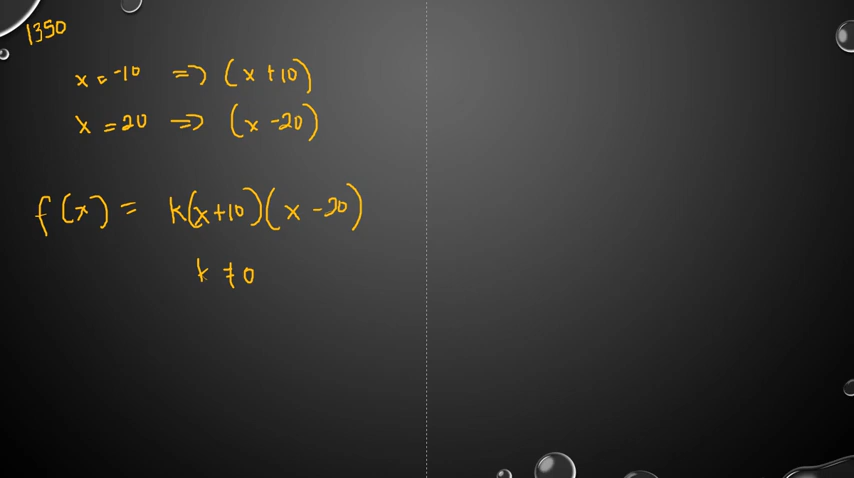 1350
x = -10 => (x + 10)
x = 20 => (x - 20)
f(x) = k(x+10)(x - 20)
k ≠ 0